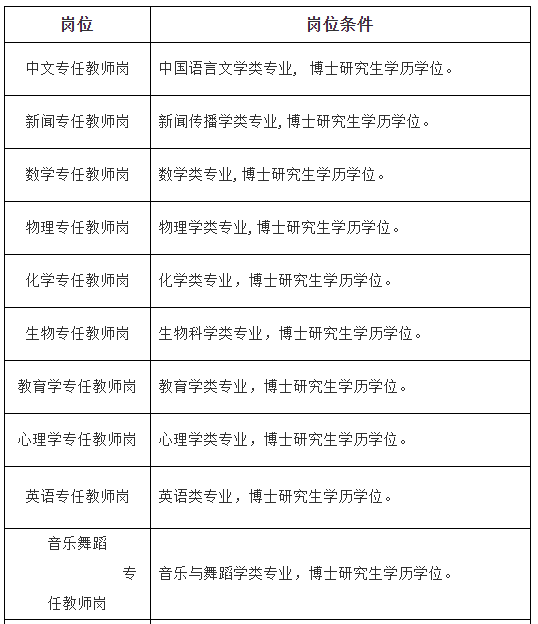 岗位 岗位条件
中文专任教师岗 中国语言文学类专业, 博士研究生学历学位。
新闻专任教师岗 新闻传播学类专业,博士研究生学历学位。
数学专任教师岗 数学类专业,博士研究生学历学位。
物理专任教师岗 物理学类专业,博士研究生学历学位。
化学专任教师岗 化学类专业，博士研究生学历学位。
生物专任教师岗 生物科学类专业，博士研究生学历学位。
教育学专任教师岗 教育学类专业，博士研究生学历学位。
心理学专任教师岗 心理学类专业，博士研究生学历学位。
英语专任教师岗 英语类专业，博士研究生学历学位。
音乐舞蹈
专 音乐与舞蹈学类专业，博士研究生学历学位。
任教师岗